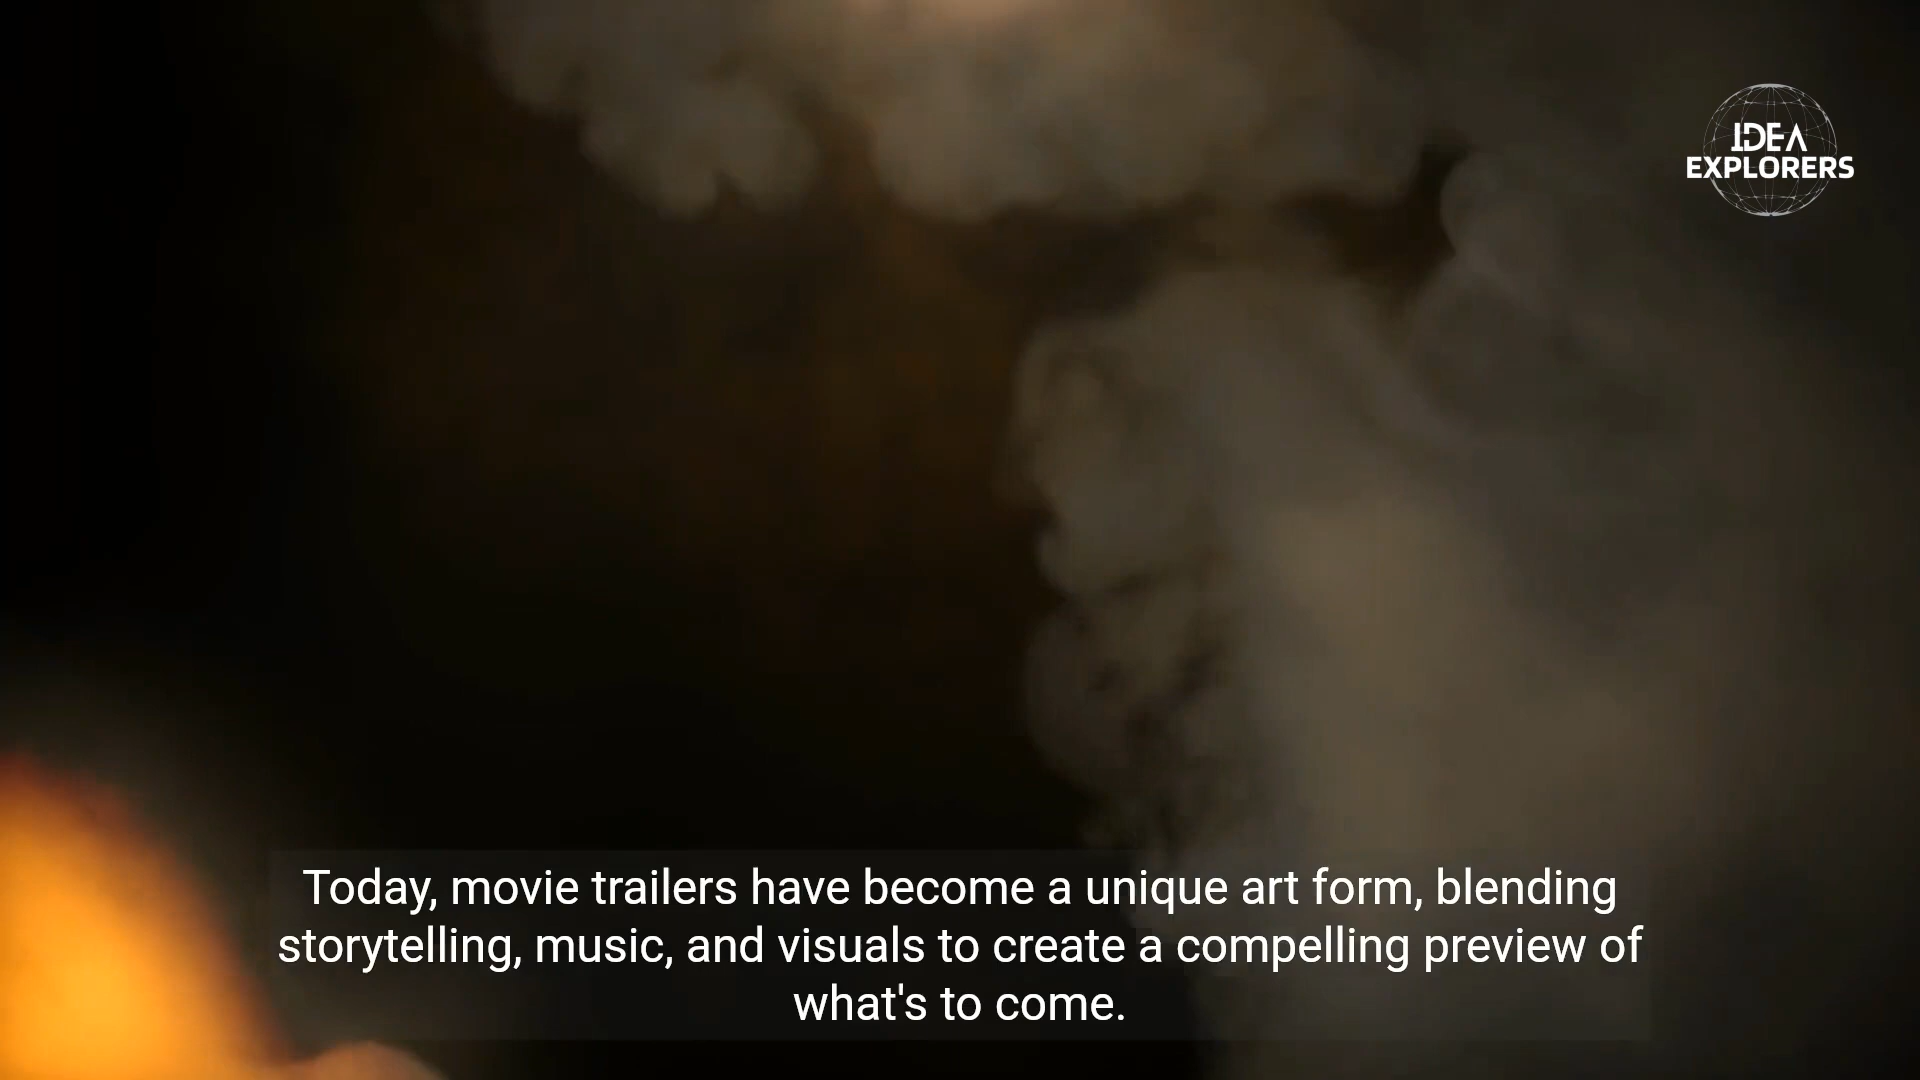 IDEA
EXPLORERS
Today, movie trailers have become a unique art form, blending
storytelling, music, and visuals to create a compelling preview of
what's to come.